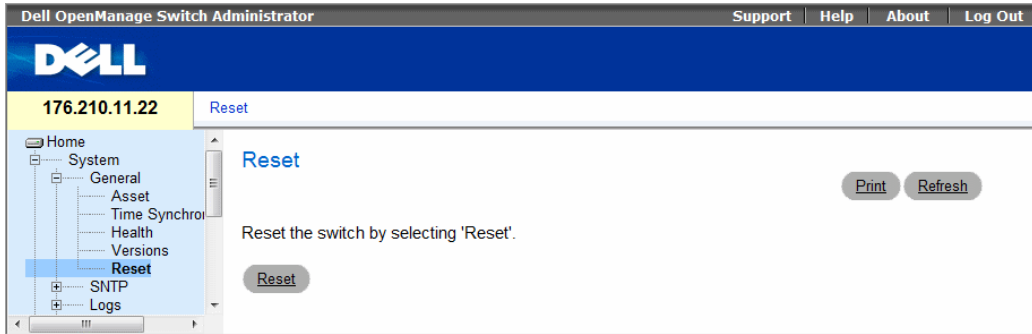 Dell OpenManage Switch Administrator
Support | Help | About | Log Out
DELL
176.210.11.22
Reset
Home
System
General
Asset
Time Synchro
Health
Versions
Reset
SNTP
Logs
Reset
Print
Refresh
Reset the switch by selecting 'Reset'.
Reset